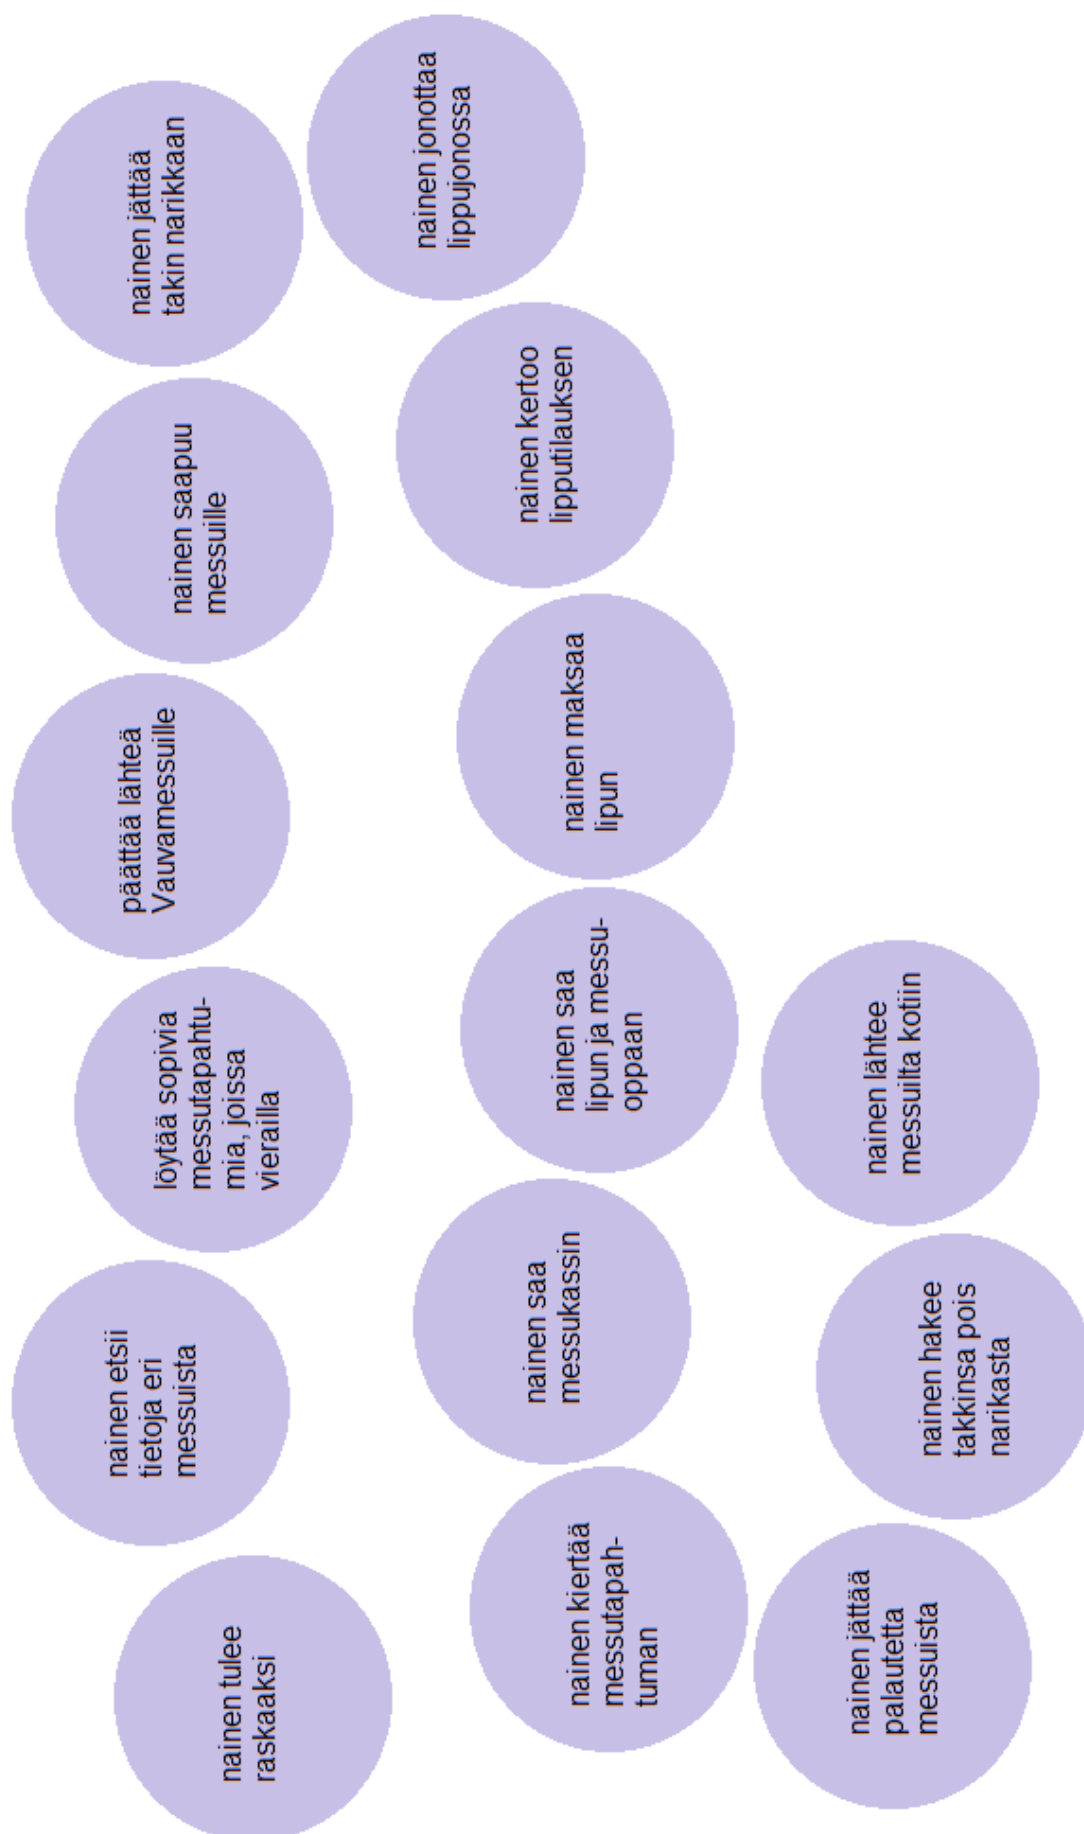 nainen tulee
raskaaksi
nainen etsii
tietoja eri
messuista
löytää sopivia
messutapahtu-
mia, joissa
vierailla
päättää lähteä
Vauvamessuille
nainen saapuu
messuille
nainen jättää
takin narikkaan
nainen jonottaa
lippujonossa
nainen kertoo
lipputilauksen
nainen maksaa
lipun
nainen saa
lipun ja messu-
oppaan
nainen saa
messukassin
nainen kiertää
messutapah-
tuman
nainen jättää
palautetta
messuista
nainen hakee
takkinsa pois
narikasta
nainen lähtee
messuilta kotiin